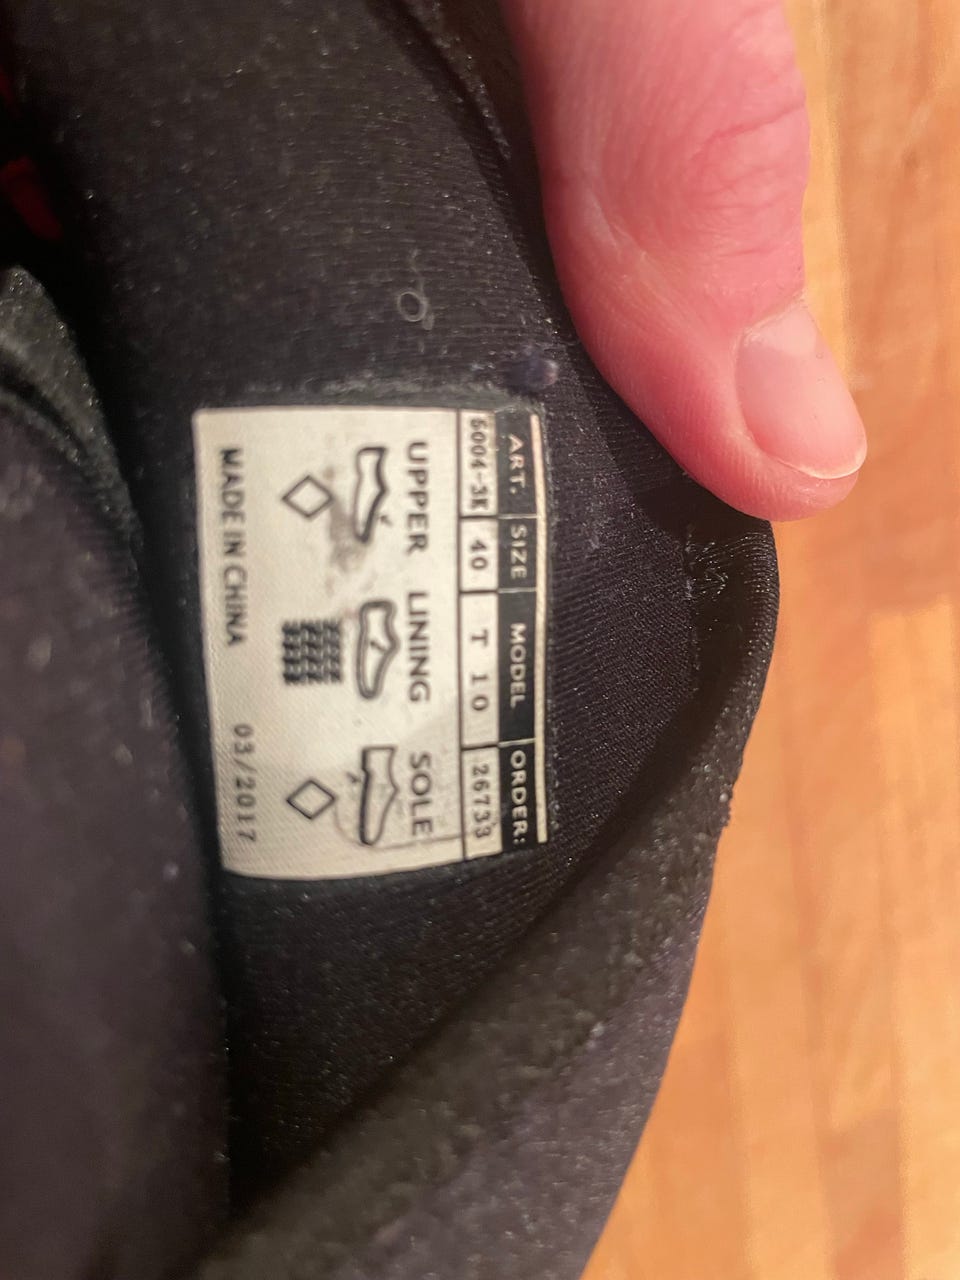 ART. SIZE MODEL ORDER:
6004-3K 40 T 10 26733
UPPER LINING SOLE
MADE IN CHINA 03/2017